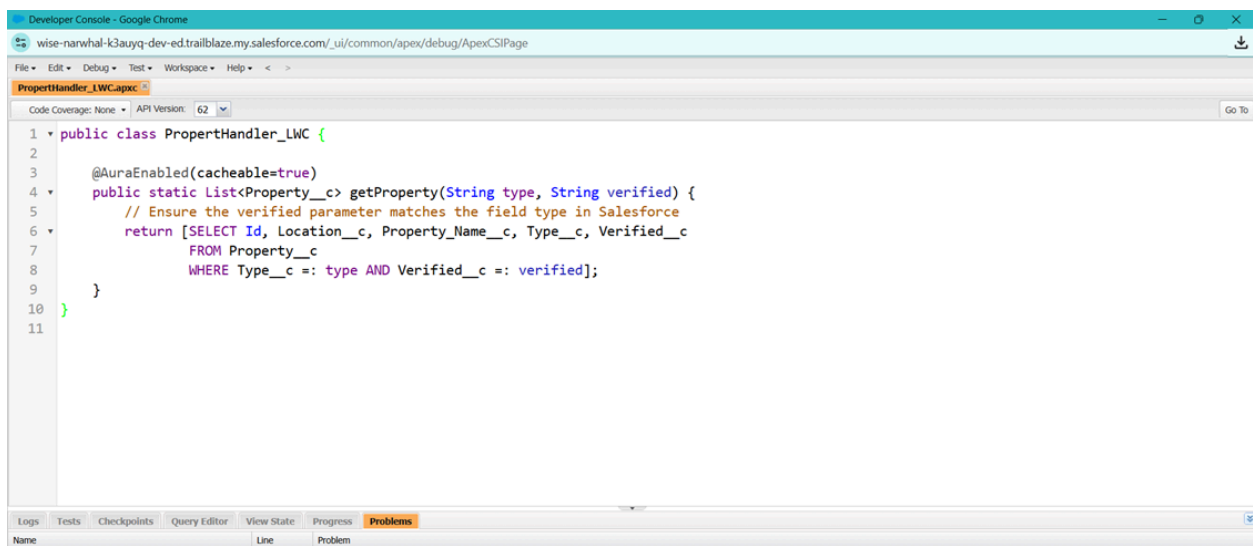 Developer Console - Google Chrome
wise-narwhal-k3auyq-dev-ed.trailblaze.my.salesforce.com/_ui/common/apex/debug/ApexCSIPage
File Edit Debug Test Workspace Help < >
PropertHandler_LWC.apxc
Code Coverage: None API Version: 62 Go To
1 public class PropertHandler_LWC {
2
3 @AuraEnabled(cacheable=true)
4 public static List<Property__c> getProperty(String type, String verified) {
5 // Ensure the verified parameter matches the field type in Salesforce
6 return [SELECT Id, Location__c, Property_Name__c, Type__c, Verified__c
7 FROM Property__c
8 WHERE Type__c =: type AND Verified__c =: verified];
9 }
10 }
11
Logs Tests Checkpoints Query Editor View State Progress Problems
Name Line Problem